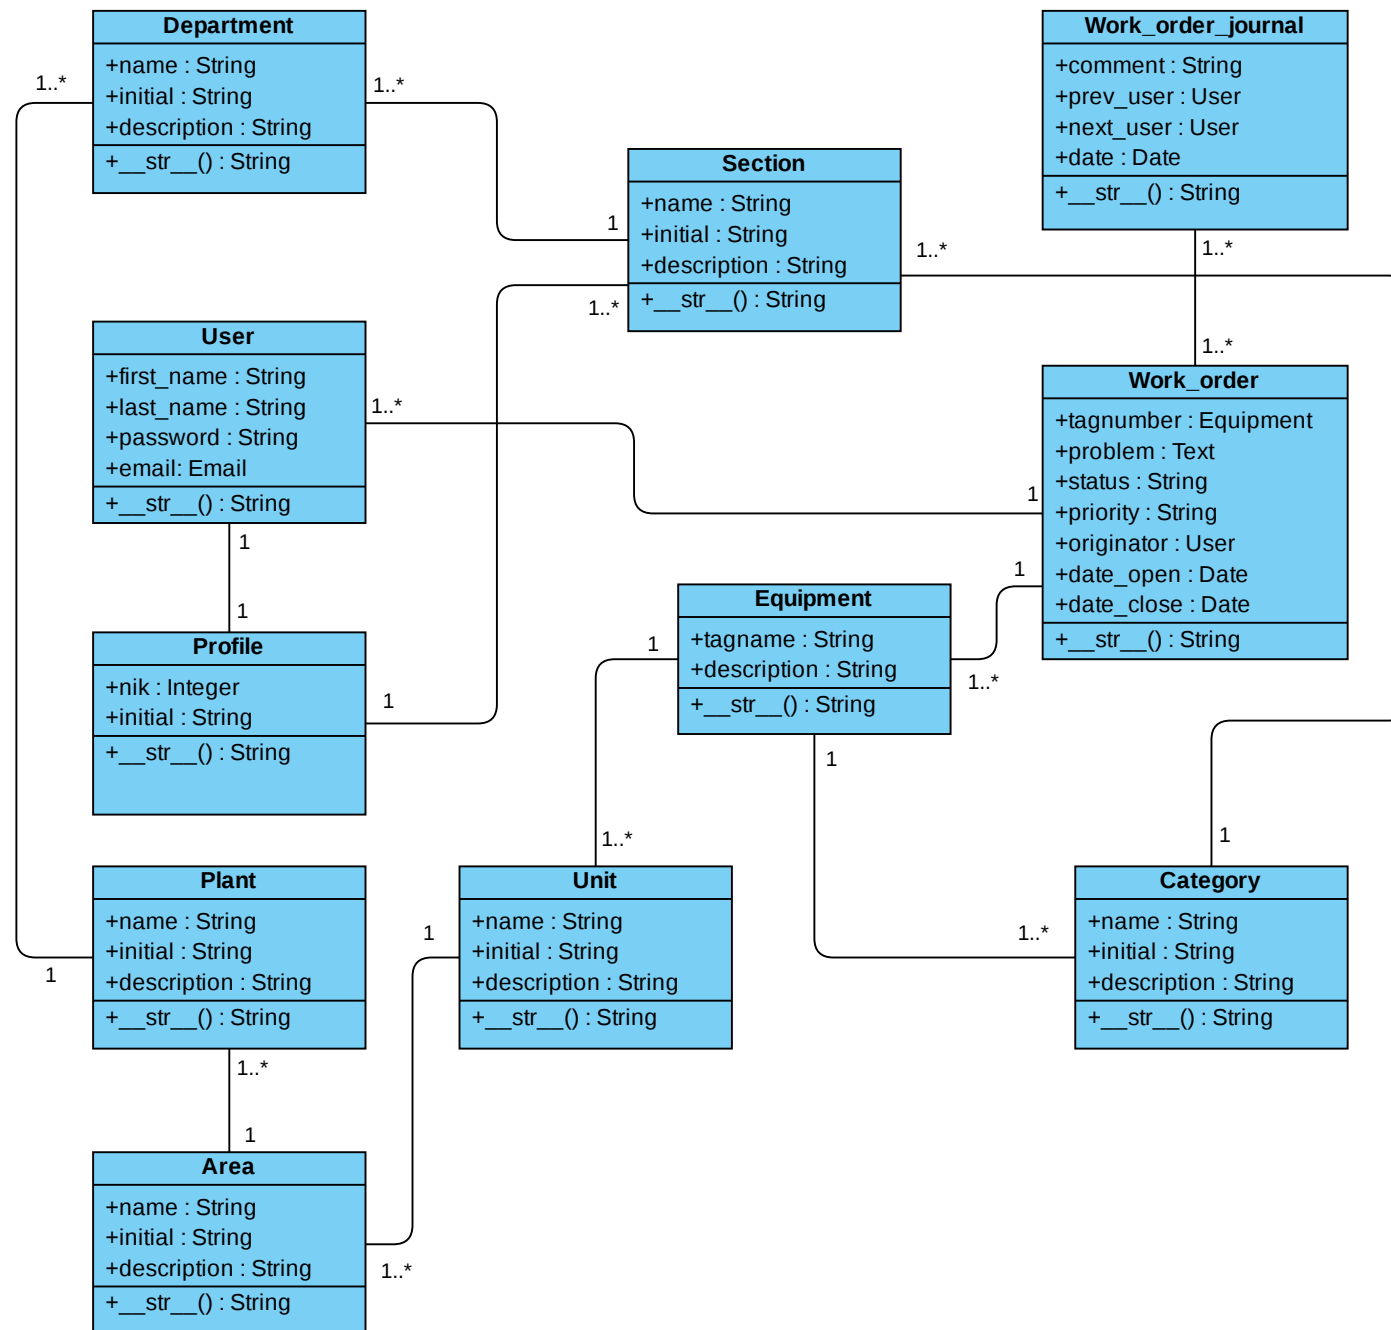 Department
+name : String
+initial : String
+description : String
+__str__() : String
1..*
1..*
Work_order_journal
+comment : String
+prev_user : User
+next_user : User
+date : Date
+__str__() : String
1..*
Section
+name : String
+initial : String
+description : String
+__str__() : String
1
1..*
1..*
User
+first_name : String
+last_name : String
+password : String
+email: Email
+__str__() : String
1..*
1
1..*
Work_order
+tagnumber : Equipment
+problem : Text
+status : String
+priority : String
+originator : User
+date_open : Date
+date_close : Date
+__str__() : String
1
1
1
Profile
+nik : Integer
+initial : String
+__str__() : String
1
Equipment
+tagname : String
+description : String
+__str__() : String
1
1..*
1
Plant
+name : String
+initial : String
+description : String
+__str__() : String
1
1..*
1..*
Unit
+name : String
+initial : String
+description : String
+__str__() : String
1
1
Category
+name : String
+initial : String
+description : String
+__str__() : String
1..*
1
Area
+name : String
+initial : String
+description : String
+__str__() : String
1..*